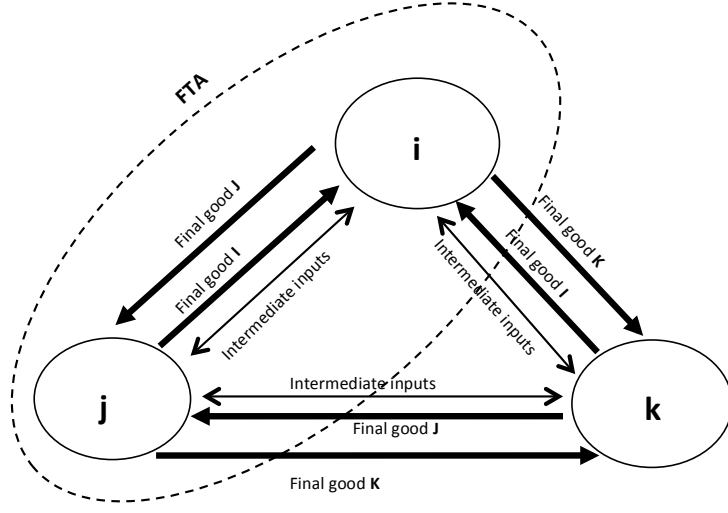 FTA
i
Final good J
Final good I
Intermediate inputs
Final good K
Final good I
Intermediate inputs
j
k
Intermediate inputs
Final good J
Final good K